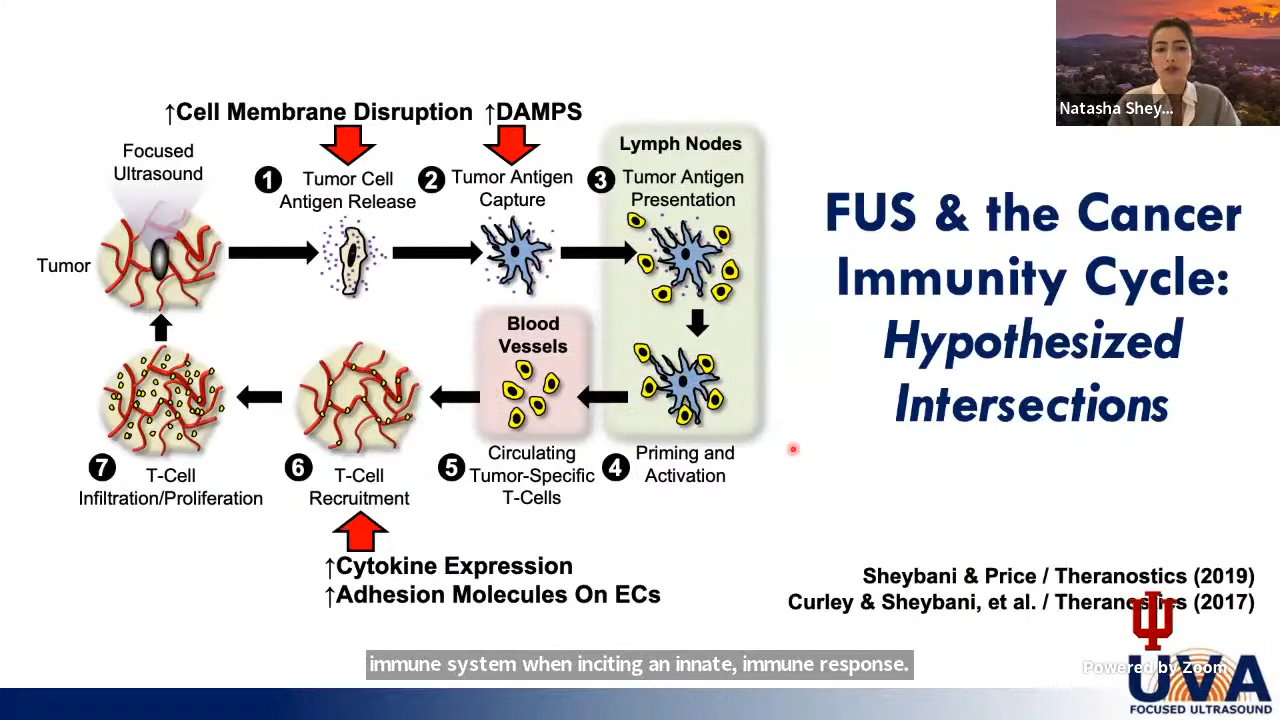 Natasha Shey...
↑Cell Membrane Disruption ↑DAMPS
Focused
Ultrasound
Tumor
1 Tumor Cell
Antigen Release
2 Tumor Antigen
Capture
Lymph Nodes
3 Tumor Antigen
Presentation
4 Priming and
Activation
Blood
Vessels
5 Circulating
Tumor-Specific
T-Cells
6 T-Cell
Recruitment
7 T-Cell
Infiltration/Proliferation
↑Cytokine Expression
↑Adhesion Molecules On ECs
FUS & the Cancer
Immunity Cycle:
Hypothesized
Intersections
Sheybani & Price / Theranostics (2019)
Curley & Sheybani, et al. / Theranostics (2017)
immune system when inciting an innate, immune response.
Powered by Zoom
UVA
FOCUSED ULTRASOUND